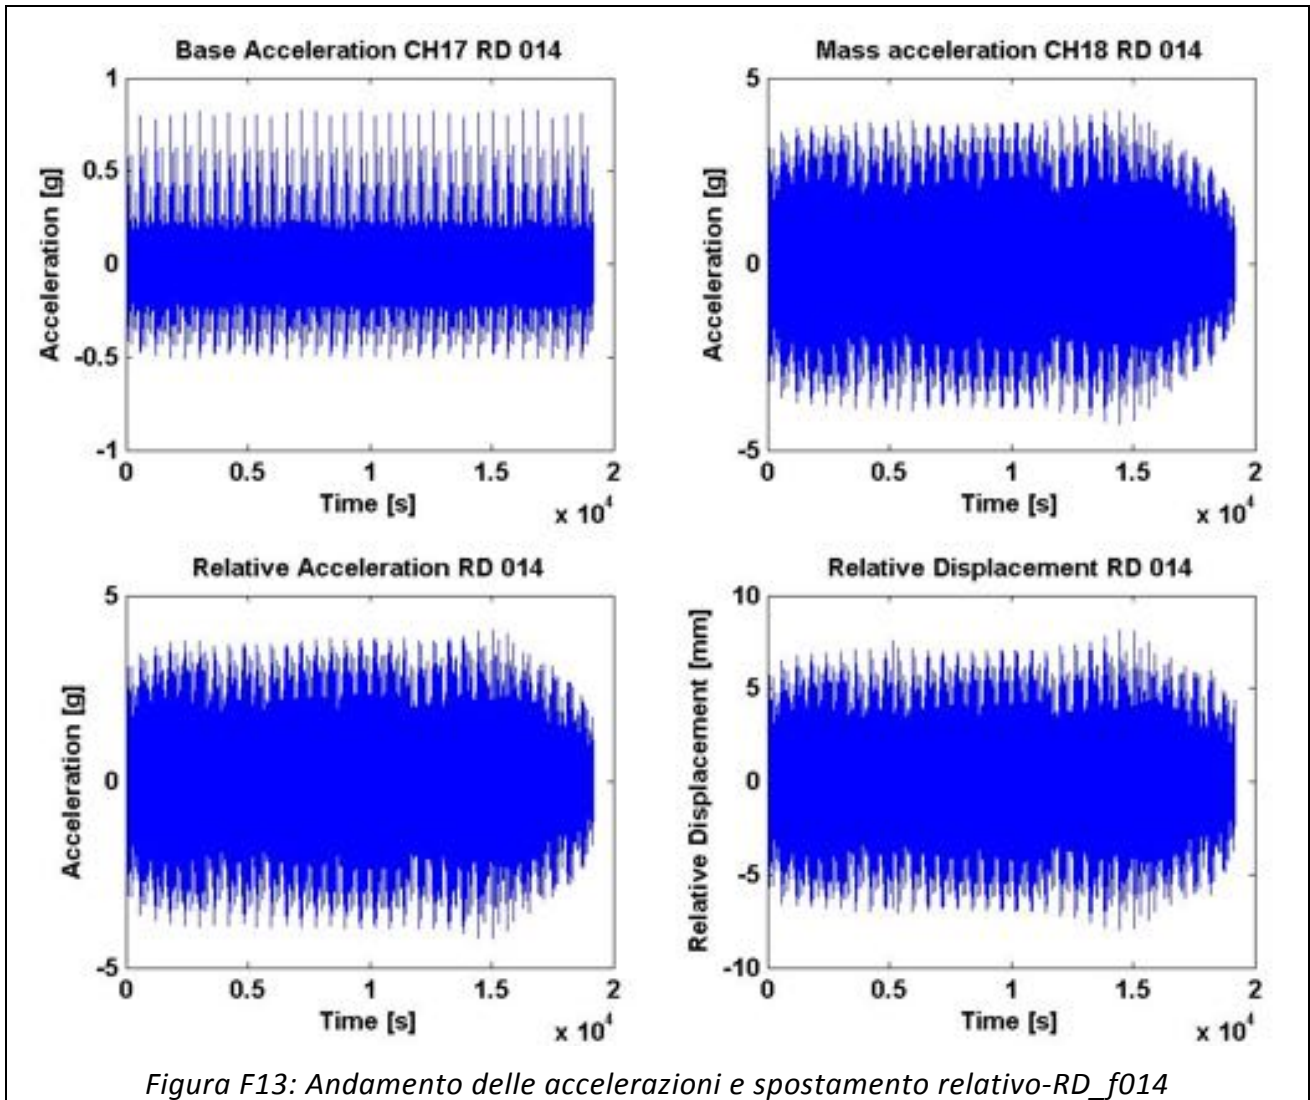 Base Acceleration CH17 RD 014
Acceleration [g]
1
0.5
0
-0.5
-1
0 0.5 1 1.5 2
Time [s]
x 10^4
Mass acceleration CH18 RD 014
Acceleration [g]
5
0
-5
0 0.5 1 1.5 2
Time [s]
x 10^4
Relative Acceleration RD 014
Acceleration [g]
5
0
-5
0 0.5 1 1.5 2
Time [s]
x 10^4
Relative Displacement RD 014
Relative Displacement [mm]
10
5
0
-5
-10
0 0.5 1 1.5 2
Time [s]
x 10^4
Figura F13: Andamento delle accelerazioni e spostamento relativo-RD_f014